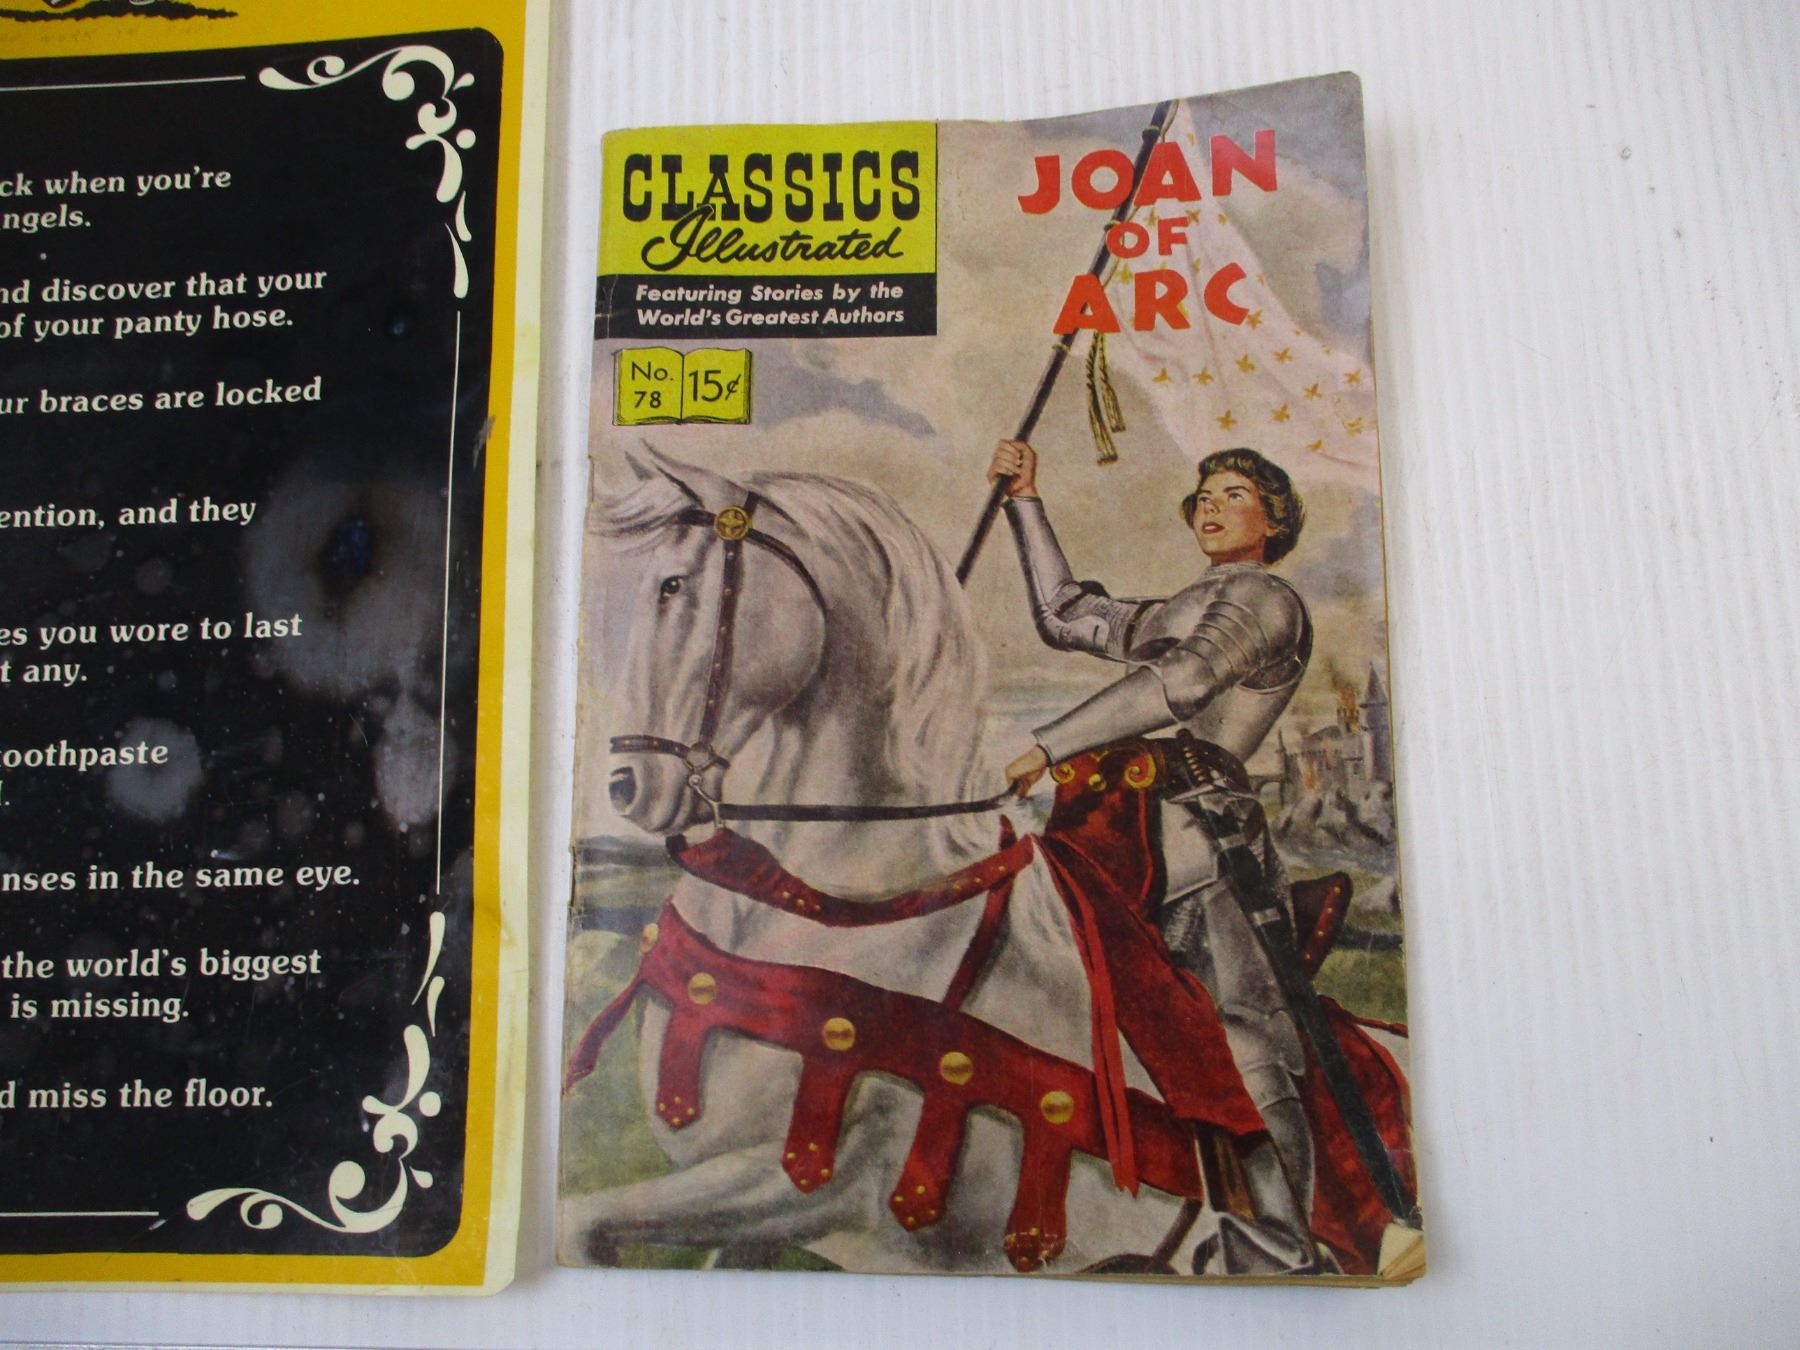 ck when you're
ngels.
nd discover that your
of your panty hose.
ur braces are locked
ention, and they
es you wore to last
t any.
toothpaste
nses in the same eye.
the world's biggest
is missing.
d miss the floor.
CLASSICS
Illustrated
Featuring Stories by the
World's Greatest Authors
No.
78
15¢
JOAN
OF
ARC